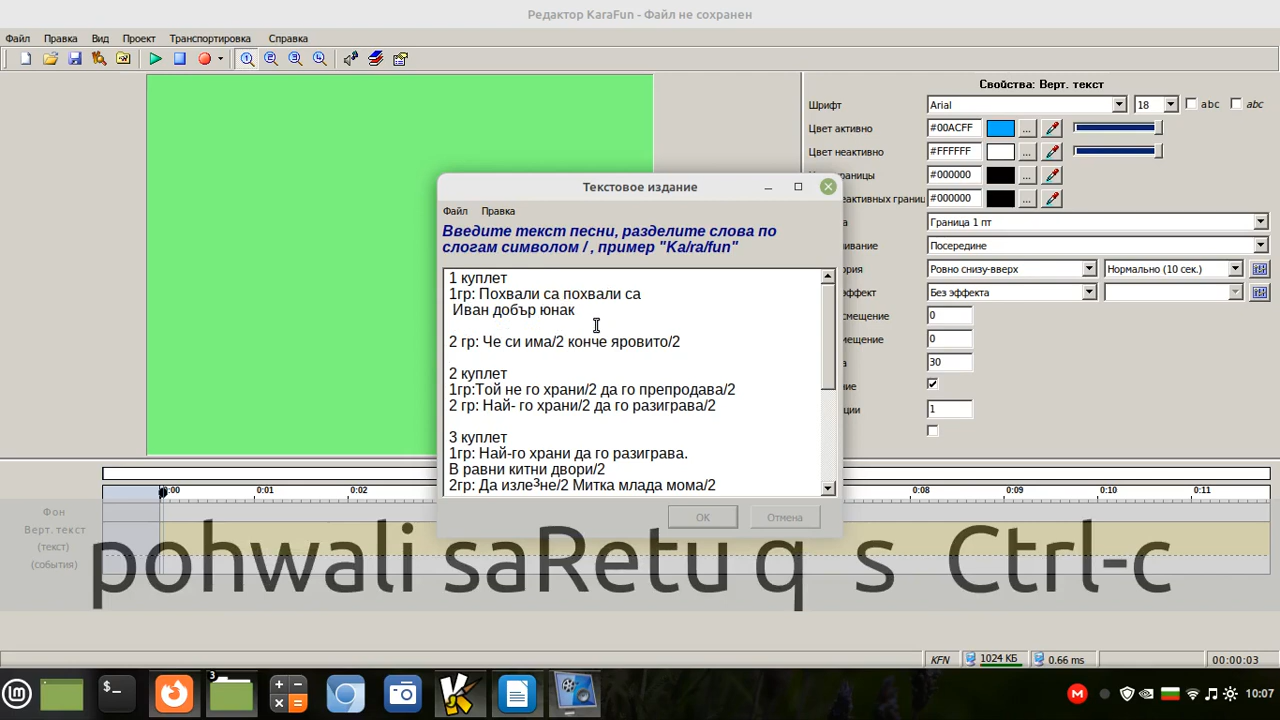 Редактор KaraFun - Файл не сохранен
Файл Правка Вид Проект Транспортировка Справка
Свойства: Верт. текст
Шрифт Arial 18 abc abc
Цвет активно #00ACFF ...
Цвет неактивно #FFFFFF ...
границы #000000 ...
неактивных границ #000000 ...
Граница 1 пт
Посередине
Ровно снизу-вверх Нормально (10 сек.)
эффект Без эффекта
0
0
30
1
Текстовое издание
Файл Правка
Введите текст песни, разделите слова по
слогам символом / , пример "Ka/ra/fun"
1 куплет
1гр: Похвали са похвали са
Иван добър юнак
2 гр: Че си има/2 конче яровито/2
2 куплет
1гр:Той не го храни/2 да го препродава/2
2 гр: Най- го храни/2 да го разиграва/2
3 куплет
1гр: Най-го храни да го разиграва.
В равни китни двори/2
2гр: Да излезне/2 Митка млада мома/2
OK Отмена
0:00 0:01 0:02 0:08 0:09 0:10 0:11
Фон
Верт.текст
(текст)
(события)
pohwali saRetu q s Ctrl-c
KFN 1024 КБ 0.66 ms 00:00:03
3
10:07